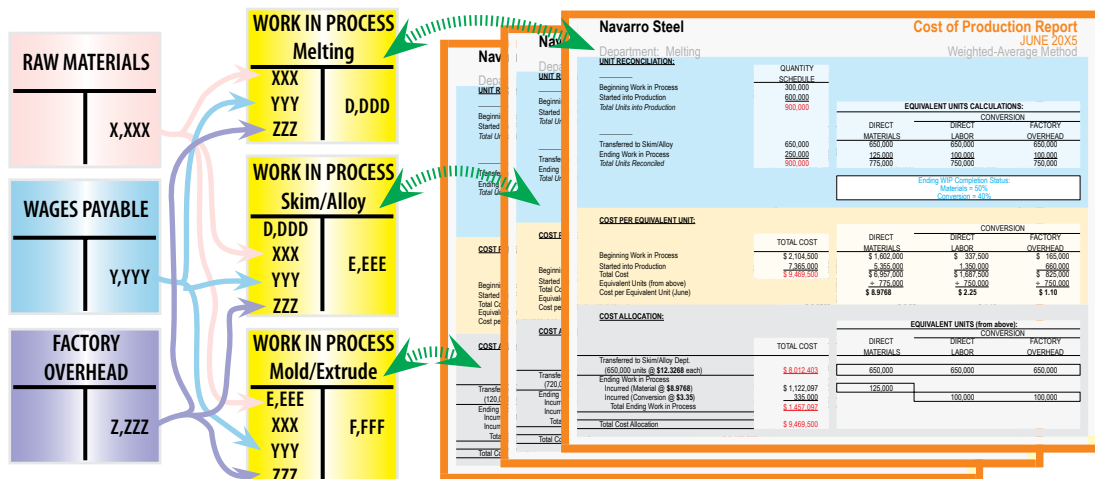 RAW MATERIALS
X,XXX
WAGES PAYABLE
Y,YYY
FACTORY
OVERHEAD
Z,ZZZ
WORK IN PROCESS
Melting
XXX
YYY
ZZZ
D,DDD
WORK IN PROCESS
Skim/Alloy
D,DDD
XXX
YYY
ZZZ
E,EEE
WORK IN PROCESS
Mold/Extrude
E,EEE
XXX
YYY
ZZZ
F,FFF
Navarro Steel
Cost of Production Report
JUNE 20X5
Department: Melting
Weighted-Average Method
UNIT RECONCILIATION:
QUANTITY
SCHEDULE
Beginning Work in Process 300,000
Started into Production 600,000
Total Units into Production 900,000
EQUIVALENT UNITS CALCULATIONS:
CONVERSION
DIRECT DIRECT FACTORY
MATERIALS LABOR OVERHEAD
Transferred to Skim/Alloy 650,000 650,000 650,000 650,000
Ending Work in Process 250,000 125,000 100,000 100,000
Total Units Reconciled 900,000 775,000 750,000 750,000
Ending WIP Completion Status:
Materials = 50%
Conversion = 40%
COST PER EQUIVALENT UNIT:
CONVERSION
DIRECT DIRECT FACTORY
TOTAL COST MATERIALS LABOR OVERHEAD
Beginning Work in Process $ 2,104,500 $ 1,602,000 $ 337,500 $ 165,000
Started into Production 7,365,000 5,355,000 1,350,000 660,000
Total Cost $ 9,469,500 $ 6,957,000 $ 1,687,500 $ 825,000
Equivalent Units (from above) ÷ 775,000 ÷ 750,000 ÷ 750,000
Cost per Equivalent Unit (June) $ 8.9768 $ 2.25 $ 1.10
COST ALLOCATION:
EQUIVALENT UNITS (from above):
CONVERSION
DIRECT DIRECT FACTORY
TOTAL COST MATERIALS LABOR OVERHEAD
Transferred to Skim/Alloy Dept.
(650,000 units @ $12.3268 each) $ 8,012,403 650,000 650,000 650,000
Ending Work in Process
Incurred (Material @ $8.9768) $ 1,122,097 125,000
Incurred (Conversion @ $3.35) 335,000 100,000 100,000
Total Ending Work in Process $ 1,457,097
Total Cost Allocation $ 9,469,500